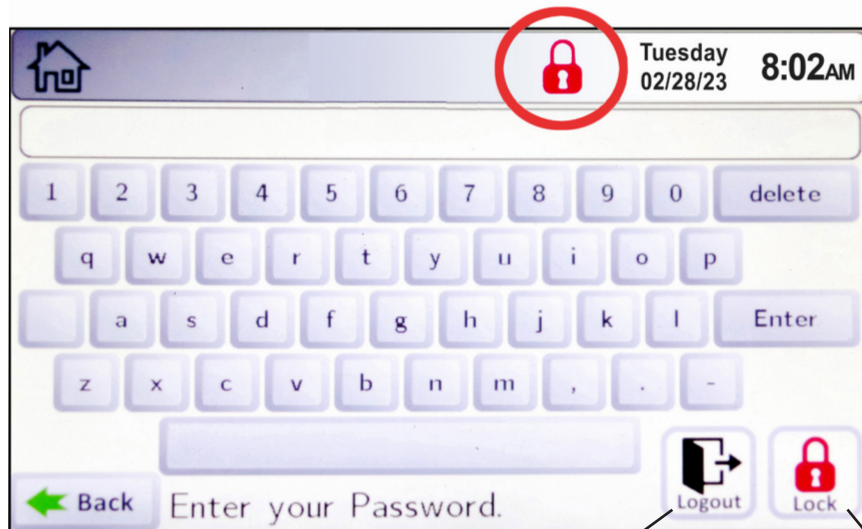 Tuesday
02/28/23 8:02AM
1 2 3 4 5 6 7 8 9 0 delete
q w e r t y u i o p
a s d f g h j k l Enter
z x c v b n m , . -
Back Enter your Password. Logout Lock